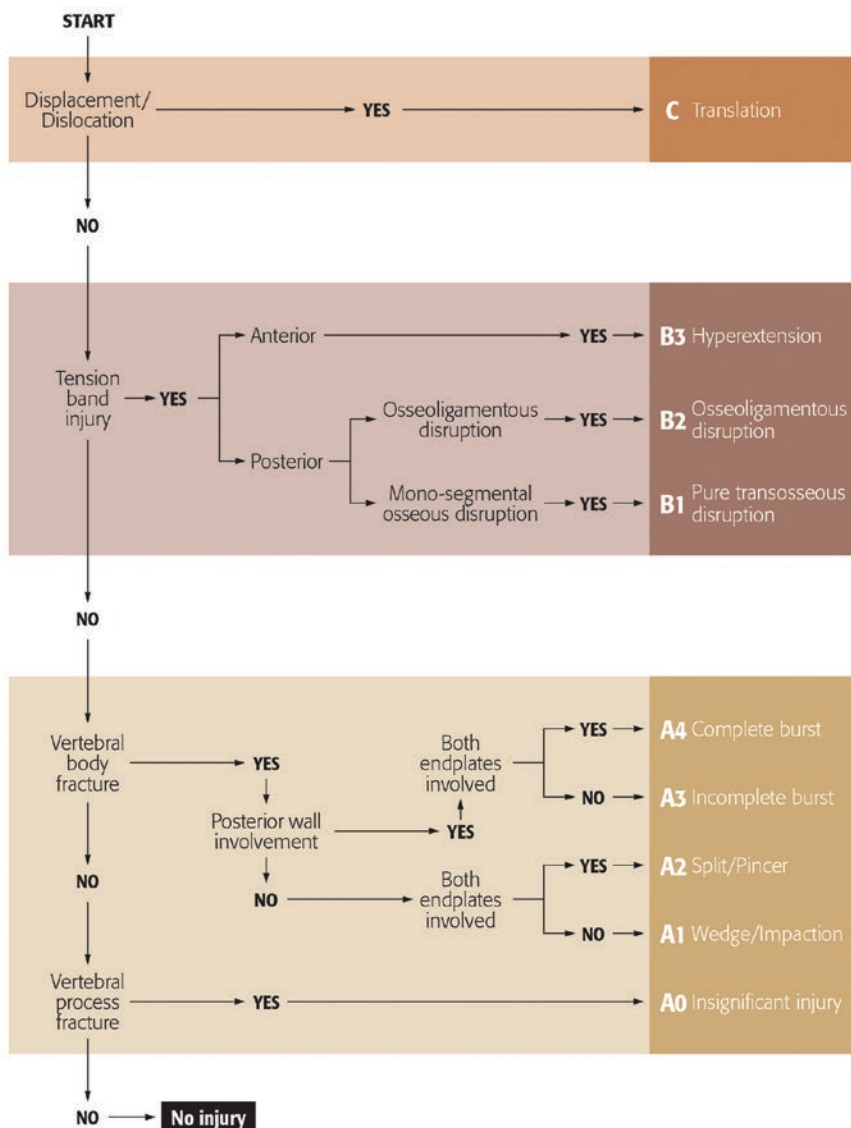 START
Displacement/
Dislocation
YES
C Translation
NO
Tension
band
injury
YES
Anterior
YES
B3 Hyperextension
Posterior
Osseoligamentous
disruption
YES
B2 Osseoligamentous
disruption
Mono-segmental
osseous disruption
YES
B1 Pure transosseous
disruption
NO
Vertebral
body
fracture
YES
Posterior wall
involvement
YES
Both
endplates
involved
YES
A4 Complete burst
NO
A3 Incomplete burst
NO
Both
endplates
involved
YES
A2 Split/Pincer
NO
A1 Wedge/Impaction
NO
Vertebral
process
fracture
YES
A0 Insignificant injury
NO
No injury